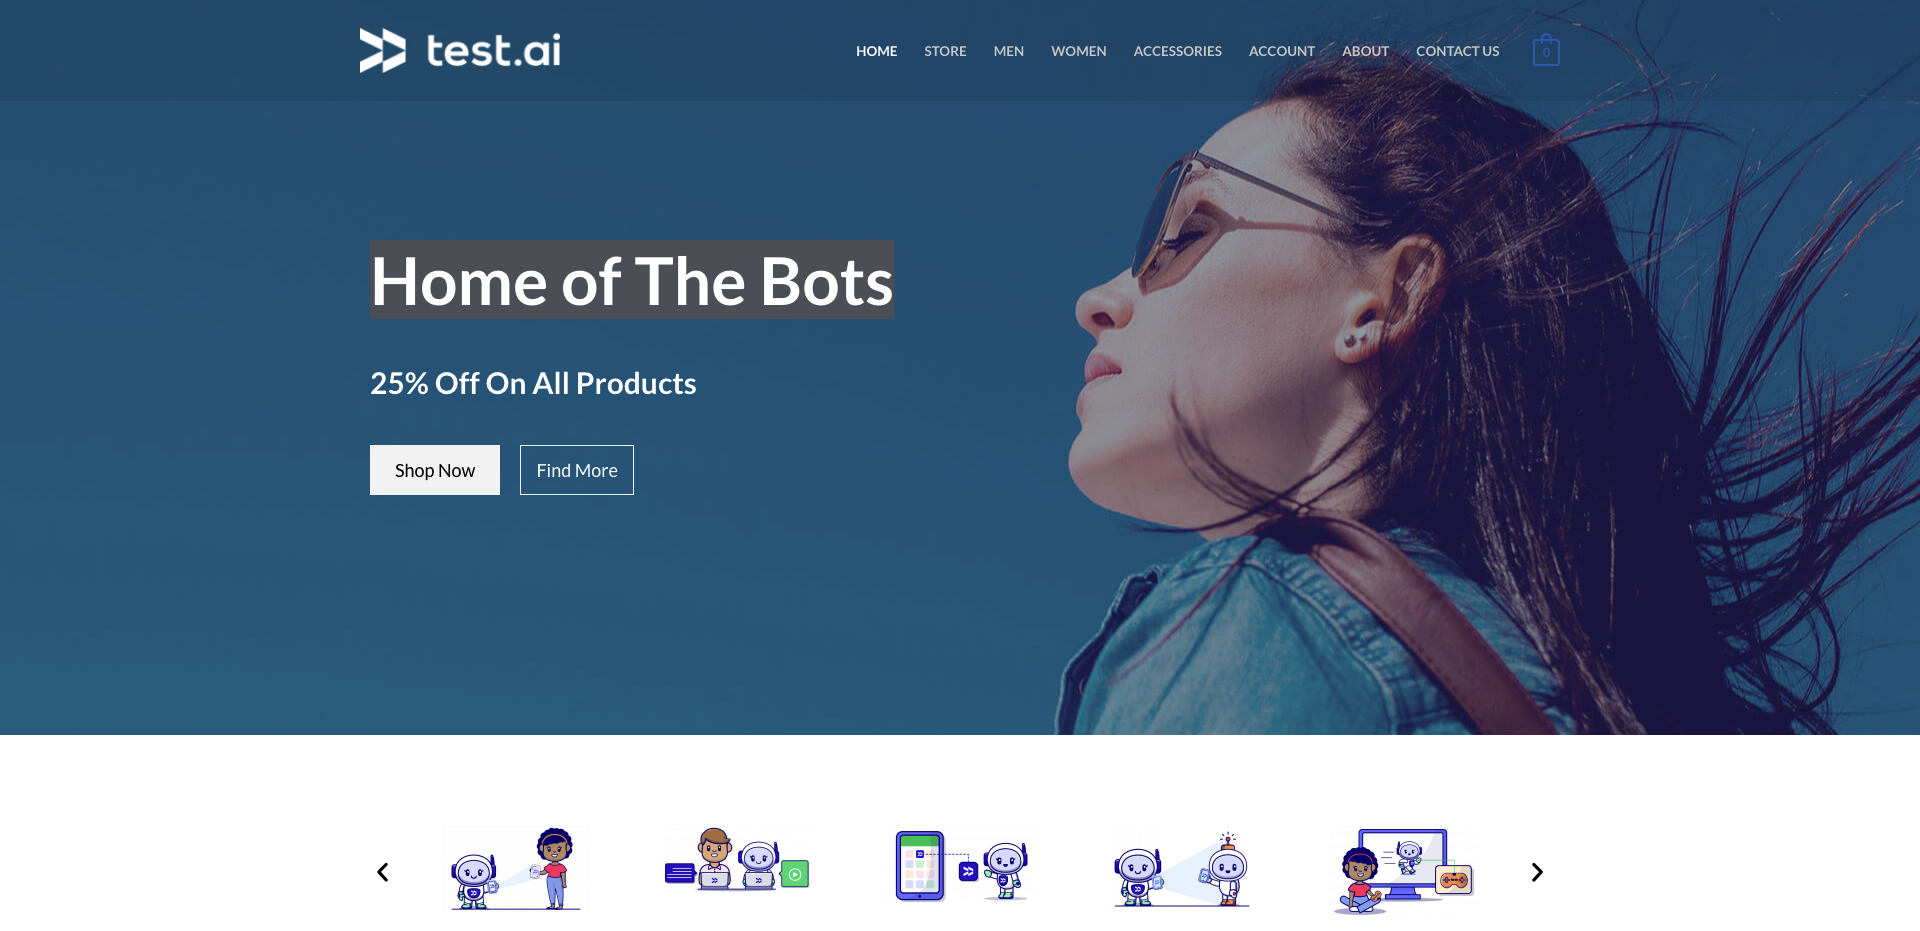 test.ai
HOME STORE MEN WOMEN ACCESSORIES ACCOUNT ABOUT CONTACT US 0
Home of The Bots
25% Off On All Products
Shop Now Find More